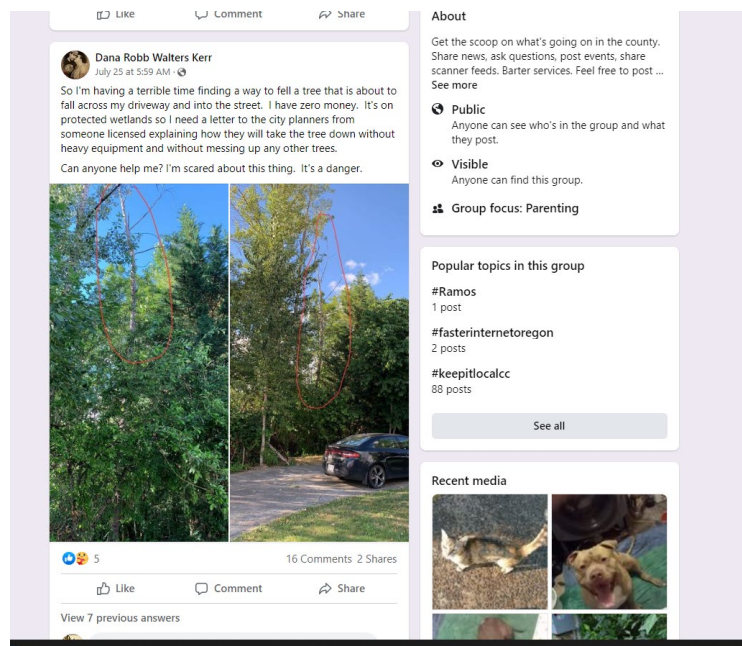 Like Comment Share
Dana Robb Walters Kerr
July 25 at 5:59 AM ·
So I'm having a terrible time finding a way to fell a tree that is about to
fall across my driveway and into the street. I have zero money. It's on
protected wetlands so I need a letter to the city planners from
someone licensed explaining how they will take the tree down without
heavy equipment and without messing up any other trees.
Can anyone help me? I'm scared about this thing. It's a danger.
5 16 Comments 2 Shares
Like Comment Share
View 7 previous answers
About
Get the scoop on what's going on in the county.
Share news, ask questions, post events, share
scanner feeds. Barter services. Feel free to post ...
See more
Public
Anyone can see who's in the group and what
they post.
Visible
Anyone can find this group.
Group focus: Parenting
Popular topics in this group
#Ramos
1 post
#fasterinternetoregon
2 posts
#keepitlocalcc
88 posts
See all
Recent media